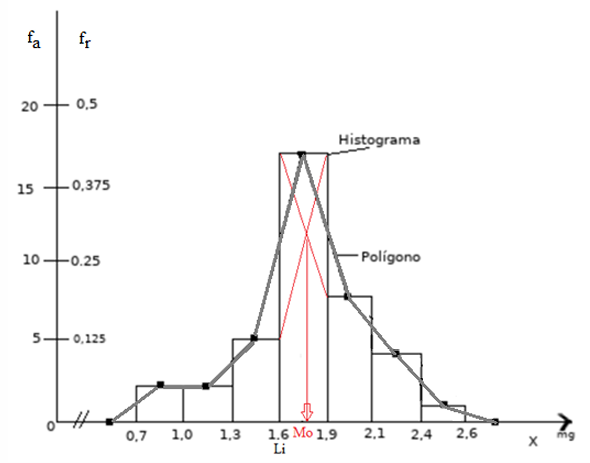 fa fr
20 0,5
Histograma
15 0,375
10 0.25
Polígono
5 0,125
0
0,7 1,0 1,3 1,6 Mo 1,9 2,1 2,4 2,6
Li
X mg